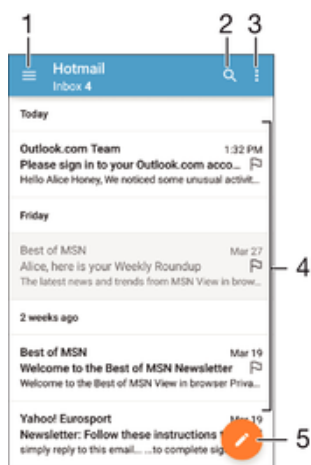 1 2 3
Hotmail
Inbox 4
Today
Outlook.com Team 1:32 PM
Please sign in to your Outlook.com acco...
Hello Alice Honey, We noticed some unusual activit...
Friday
Best of MSN Mar 27
Alice, here is your Weekly Roundup
The latest news and trends from MSN View in brow...
4
2 weeks ago
Best of MSN Mar 19
Welcome to the Best of MSN Newsletter
Welcome to the Best of MSN View in browser Priva...
Yahoo! Eurosport Mar 19
Newsletter: Follow these instructions
simply reply to this email... ...to complete
5